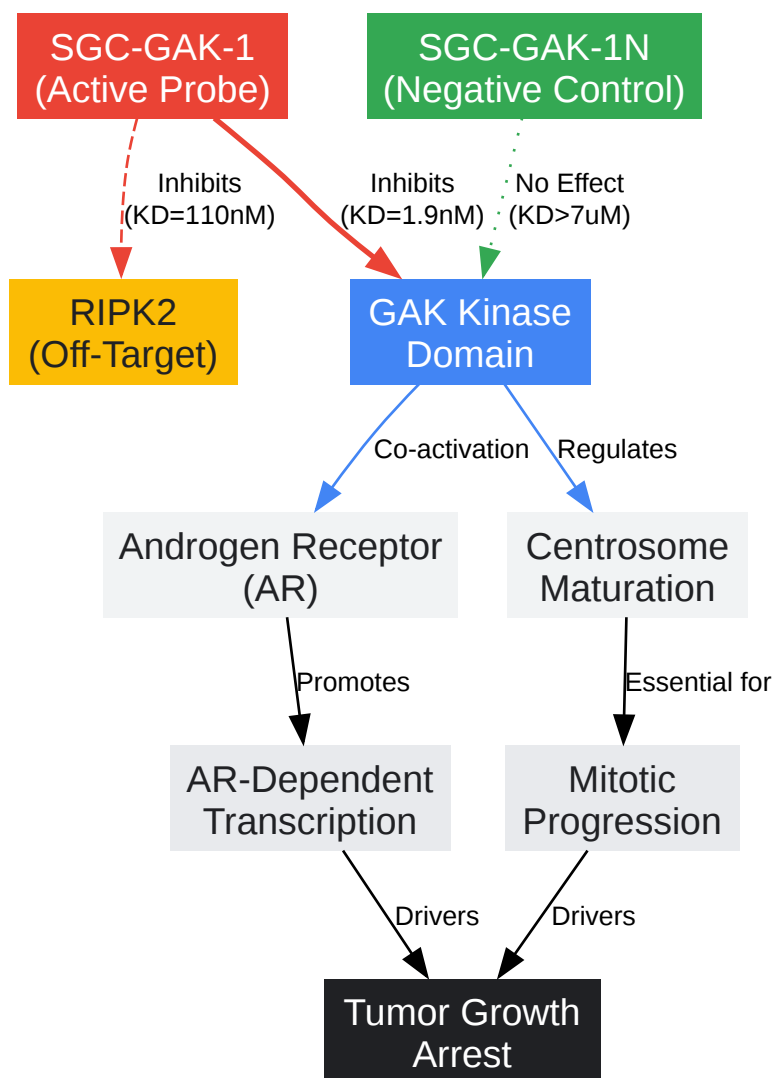 SGC-GAK-1
(Active Probe)
SGC-GAK-1N
(Negative Control)
Inhibits
(KD=110nM)
Inhibits
(KD=1.9nM)
No Effect
(KD>7uM)
RIPK2
(Off-Target)
GAK Kinase
Domain
Co-activation
Regulates
Androgen Receptor
(AR)
Centrosome
Maturation
Promotes
Essential for
AR-Dependent
Transcription
Mitotic
Progression
Drivers
Drivers
Tumor Growth
Arrest